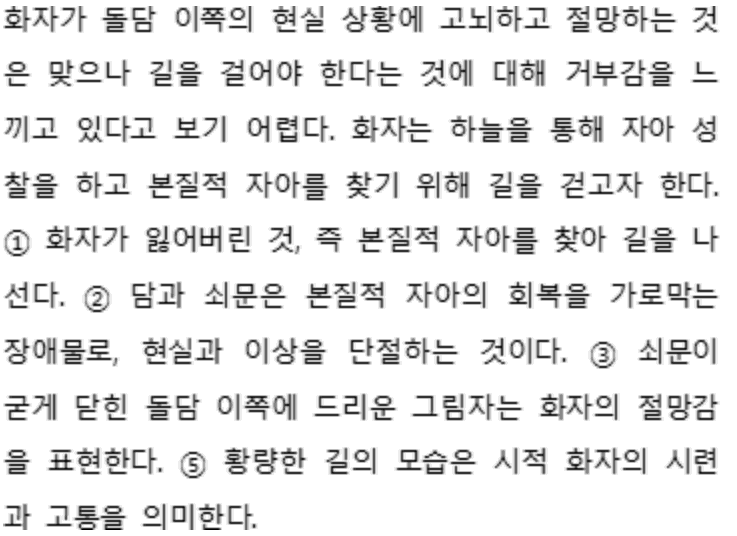 화자가 돌담 이쪽의 현실 상황에 고뇌하고 절망하는 것
은 맞으나 길을 걸어야 한다는 것에 대해 거부감을 느
끼고 있다고 보기 어렵다. 화자는 하늘을 통해 자아 성
찰을 하고 본질적 자아를 찾기 위해 길을 걷고자 한다.
① 화자가 잃어버린 것, 즉 본질적 자아를 찾아 길을 나
선다. ② 담과 쇠문은 본질적 자아의 회복을 가로막는
장애물로, 현실과 이상을 단절하는 것이다. ③ 쇠문이
굳게 닫힌 돌담 이쪽에 드리운 그림자는 화자의 절망감
을 표현한다. ⑤ 황량한 길의 모습은 시적 화자의 시련
과 고통을 의미한다.